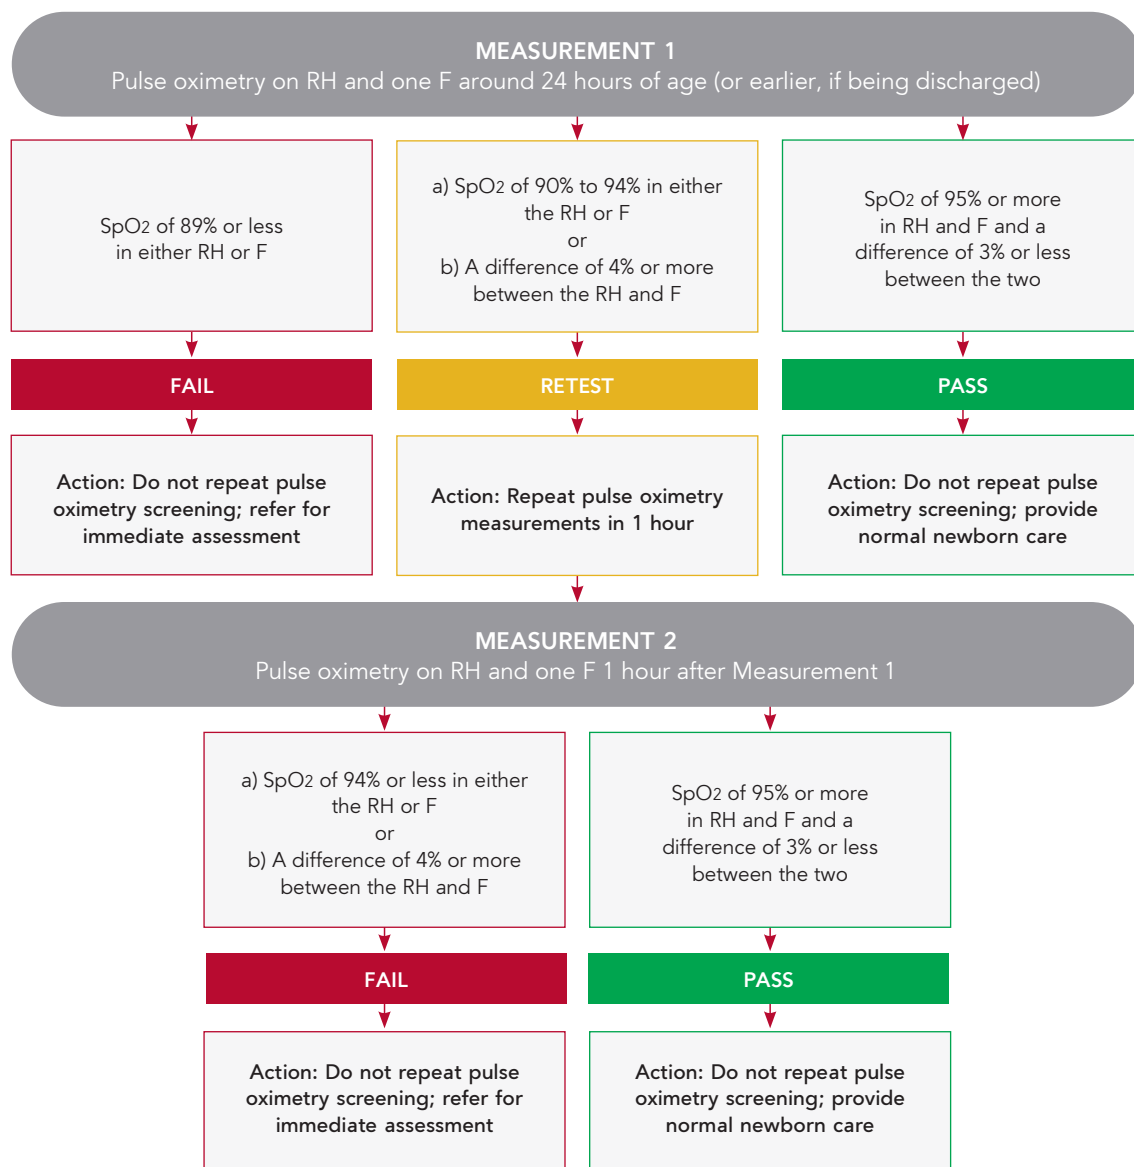 MEASUREMENT 1
Pulse oximetry on RH and one F around 24 hours of age (or earlier, if being discharged)
SpO2 of 89% or less
in either RH or F
a) SpO2 of 90% to 94% in either
the RH or F
or
b) A difference of 4% or more
between the RH and F
SpO2 of 95% or more
in RH and F and a
difference of 3% or less
between the two
FAIL
RETEST
PASS
Action: Do not repeat pulse
oximetry screening; refer for
immediate assessment
Action: Repeat pulse oximetry
measurements in 1 hour
Action: Do not repeat pulse
oximetry screening; provide
normal newborn care
MEASUREMENT 2
Pulse oximetry on RH and one F 1 hour after Measurement 1
a) SpO2 of 94% or less in either
the RH or F
or
b) A difference of 4% or more
between the RH and F
SpO2 of 95% or more
in RH and F and a
difference of 3% or less
between the two
FAIL
PASS
Action: Do not repeat pulse
oximetry screening; refer for
immediate assessment
Action: Do not repeat pulse
oximetry screening; provide
normal newborn care